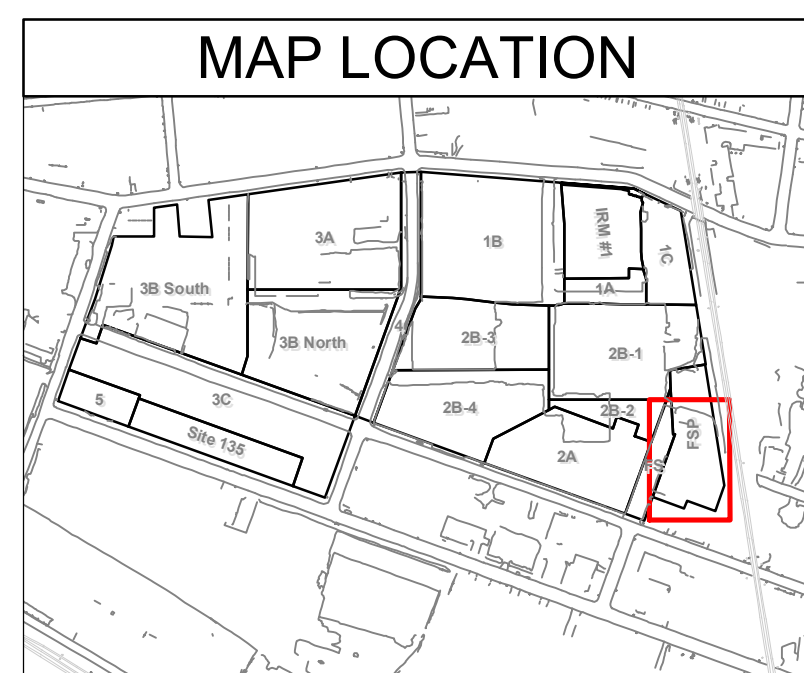 MAP LOCATION
3A
1B
IRM #1
1C
3B South
1A
4
3B North
2B-3
2B-1
5
3C
2B-4
2B-2
Site 135
2A
FS
FSP